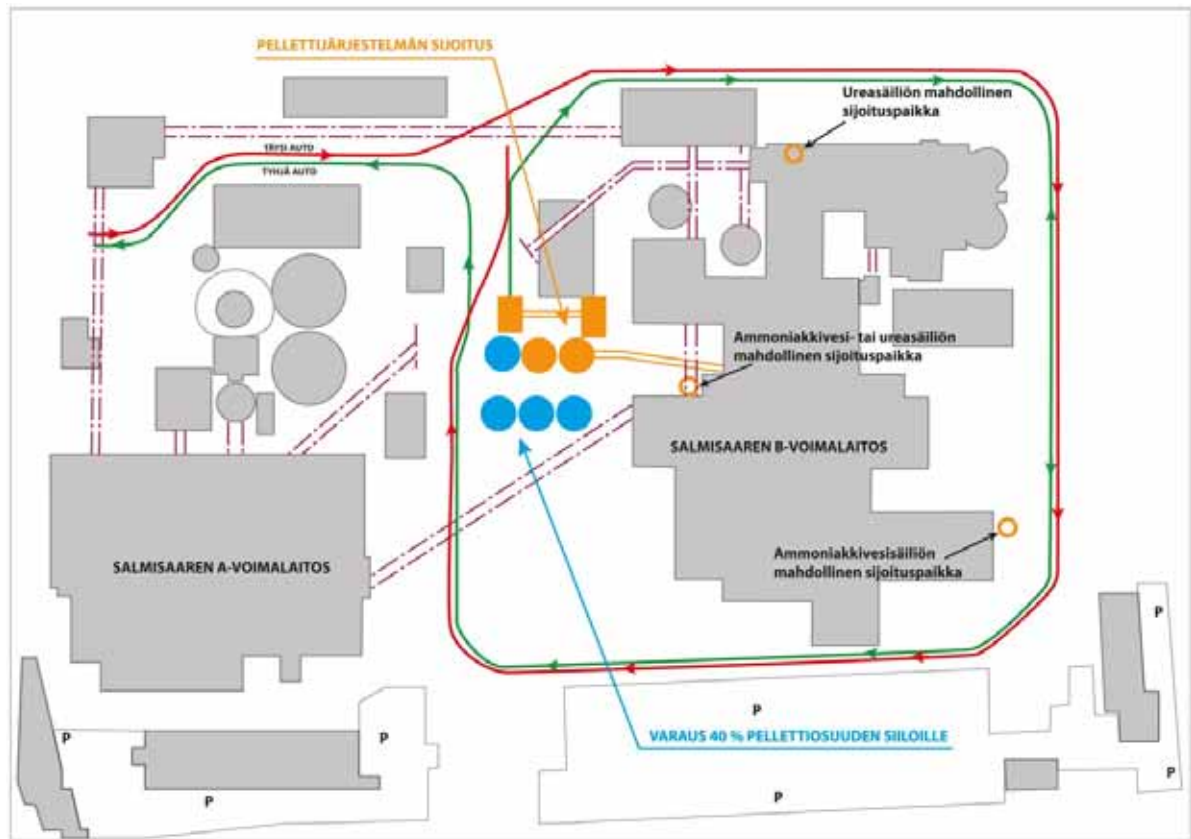 PELLETTIJÄRJESTELMÄN SIJOITUS
Ureasäiliön mahdollinen
sijoituspaikka
TÄYSI AUTO
TYHJÄ AUTO
Ammoniakkivesi- tai ureasäiliön
mahdollinen sijoituspaikka
SALMISAAREN B-VOIMALAITOS
SALMISAAREN A-VOIMALAITOS
Ammoniakkivesisäiliön
mahdollinen sijoituspaikka
P
P
P
P
VARAUS 40 % PELLETTIOSUUDEN SIILOILLE
P
P
P